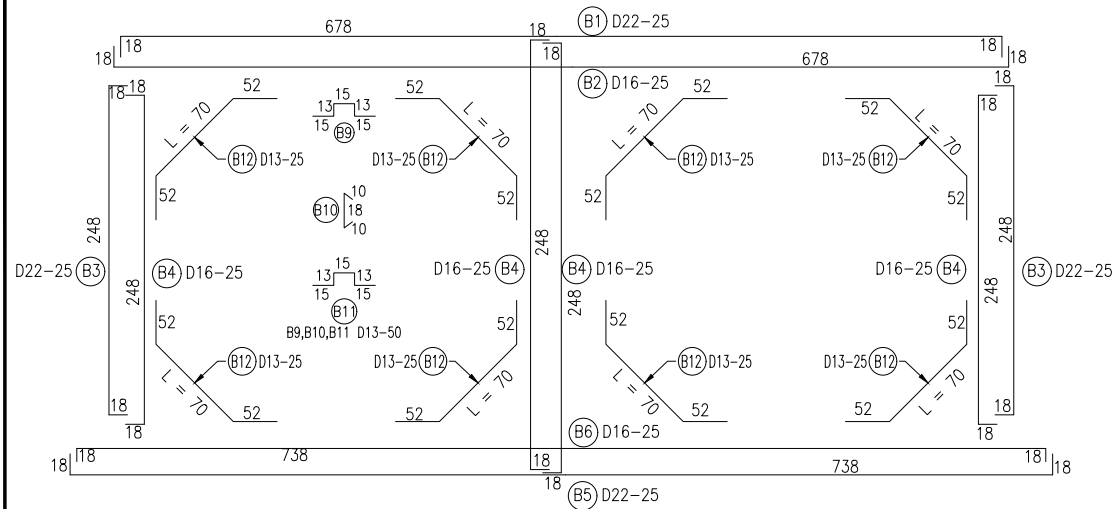 678
18
B1 D22-25
18
18
18
18
678
18
B2 D16-25
18
18
18
18
52
15
13 13
15 15
B9
52
52
52
L = 70
L = 70
L = 70
L = 70
B12 D13-25
D13-25 B12
B12 D13-25
D13-25 B12
52
52
52
52
B10
10
18
10
248
248
248
248
248
248
D22-25 B3
B4 D16-25
D16-25 B4
B4 D16-25
D16-25 B4
B3 D22-25
15
13 13
15 15
B11
B9,B10,B11 D13-50
52
52
52
52
B12 D13-25
D13-25 B12
B12 D13-25
D13-25 B12
L = 70
L = 70
L = 70
L = 70
52
52
52
52
18
18
18
18
B6 D16-25
18
738
18
18
18
738
18
18
B5 D22-25